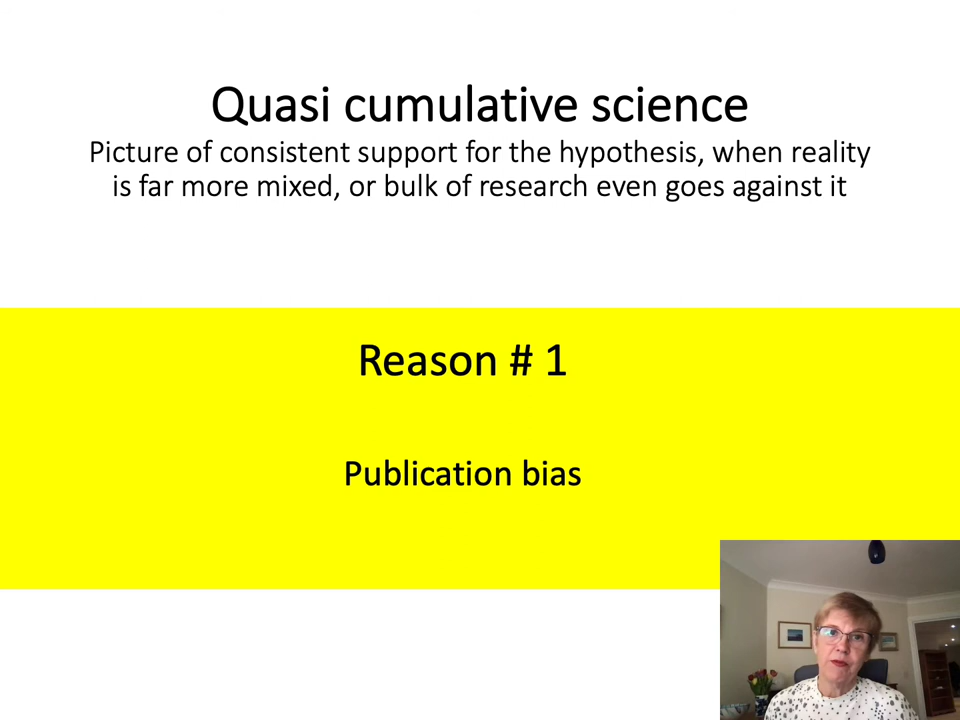 Quasi cumulative science
Picture of consistent support for the hypothesis, when reality
is far more mixed, or bulk of research even goes against it
Reason # 1
Publication bias